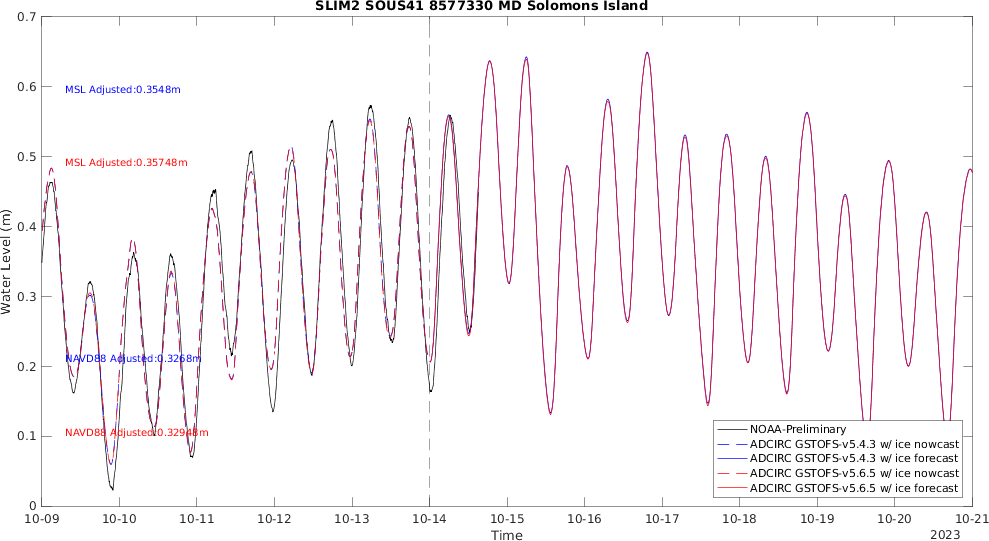 SLIM2 SOUS41 8577330 MD Solomons Island
0.7
0.6
0.5
0.4
0.3
0.2
0.1
0
Water Level (m)
MSL Adjusted:0.3548m
MSL Adjusted:0.35748m
NAVD88 Adjusted:0.3268m
NAVD88 Adjusted:0.32948m
NOAA-Preliminary
ADCIRC GSTOFS-v5.4.3 w/ ice nowcast
ADCIRC GSTOFS-v5.4.3 w/ ice forecast
ADCIRC GSTOFS-v5.6.5 w/ ice nowcast
ADCIRC GSTOFS-v5.6.5 w/ ice forecast
10-09 10-10 10-11 10-12 10-13 10-14 10-15 10-16 10-17 10-18 10-19 10-20 10-21
Time
2023